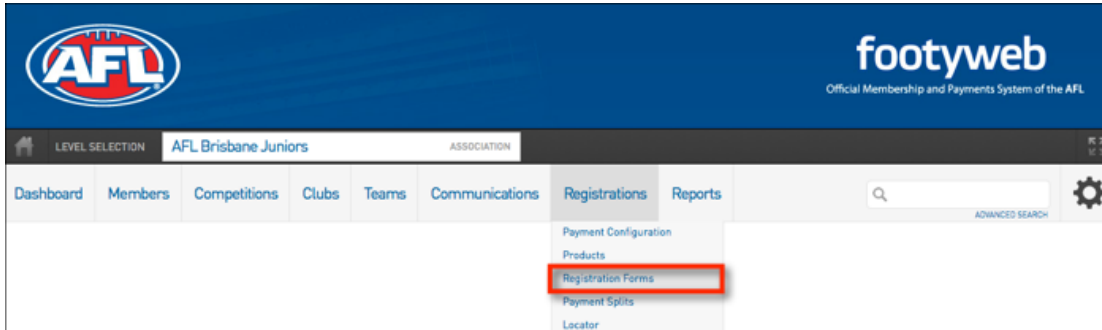 AFL
footyweb
Official Membership and Payments System of the AFL
LEVEL SELECTION AFL Brisbane Juniors ASSOCIATION
Dashboard Members Competitions Clubs Teams Communications Registrations Reports
ADVANCED SEARCH
Payment Configuration
Products
Registration Forms
Payment Splits
Locator